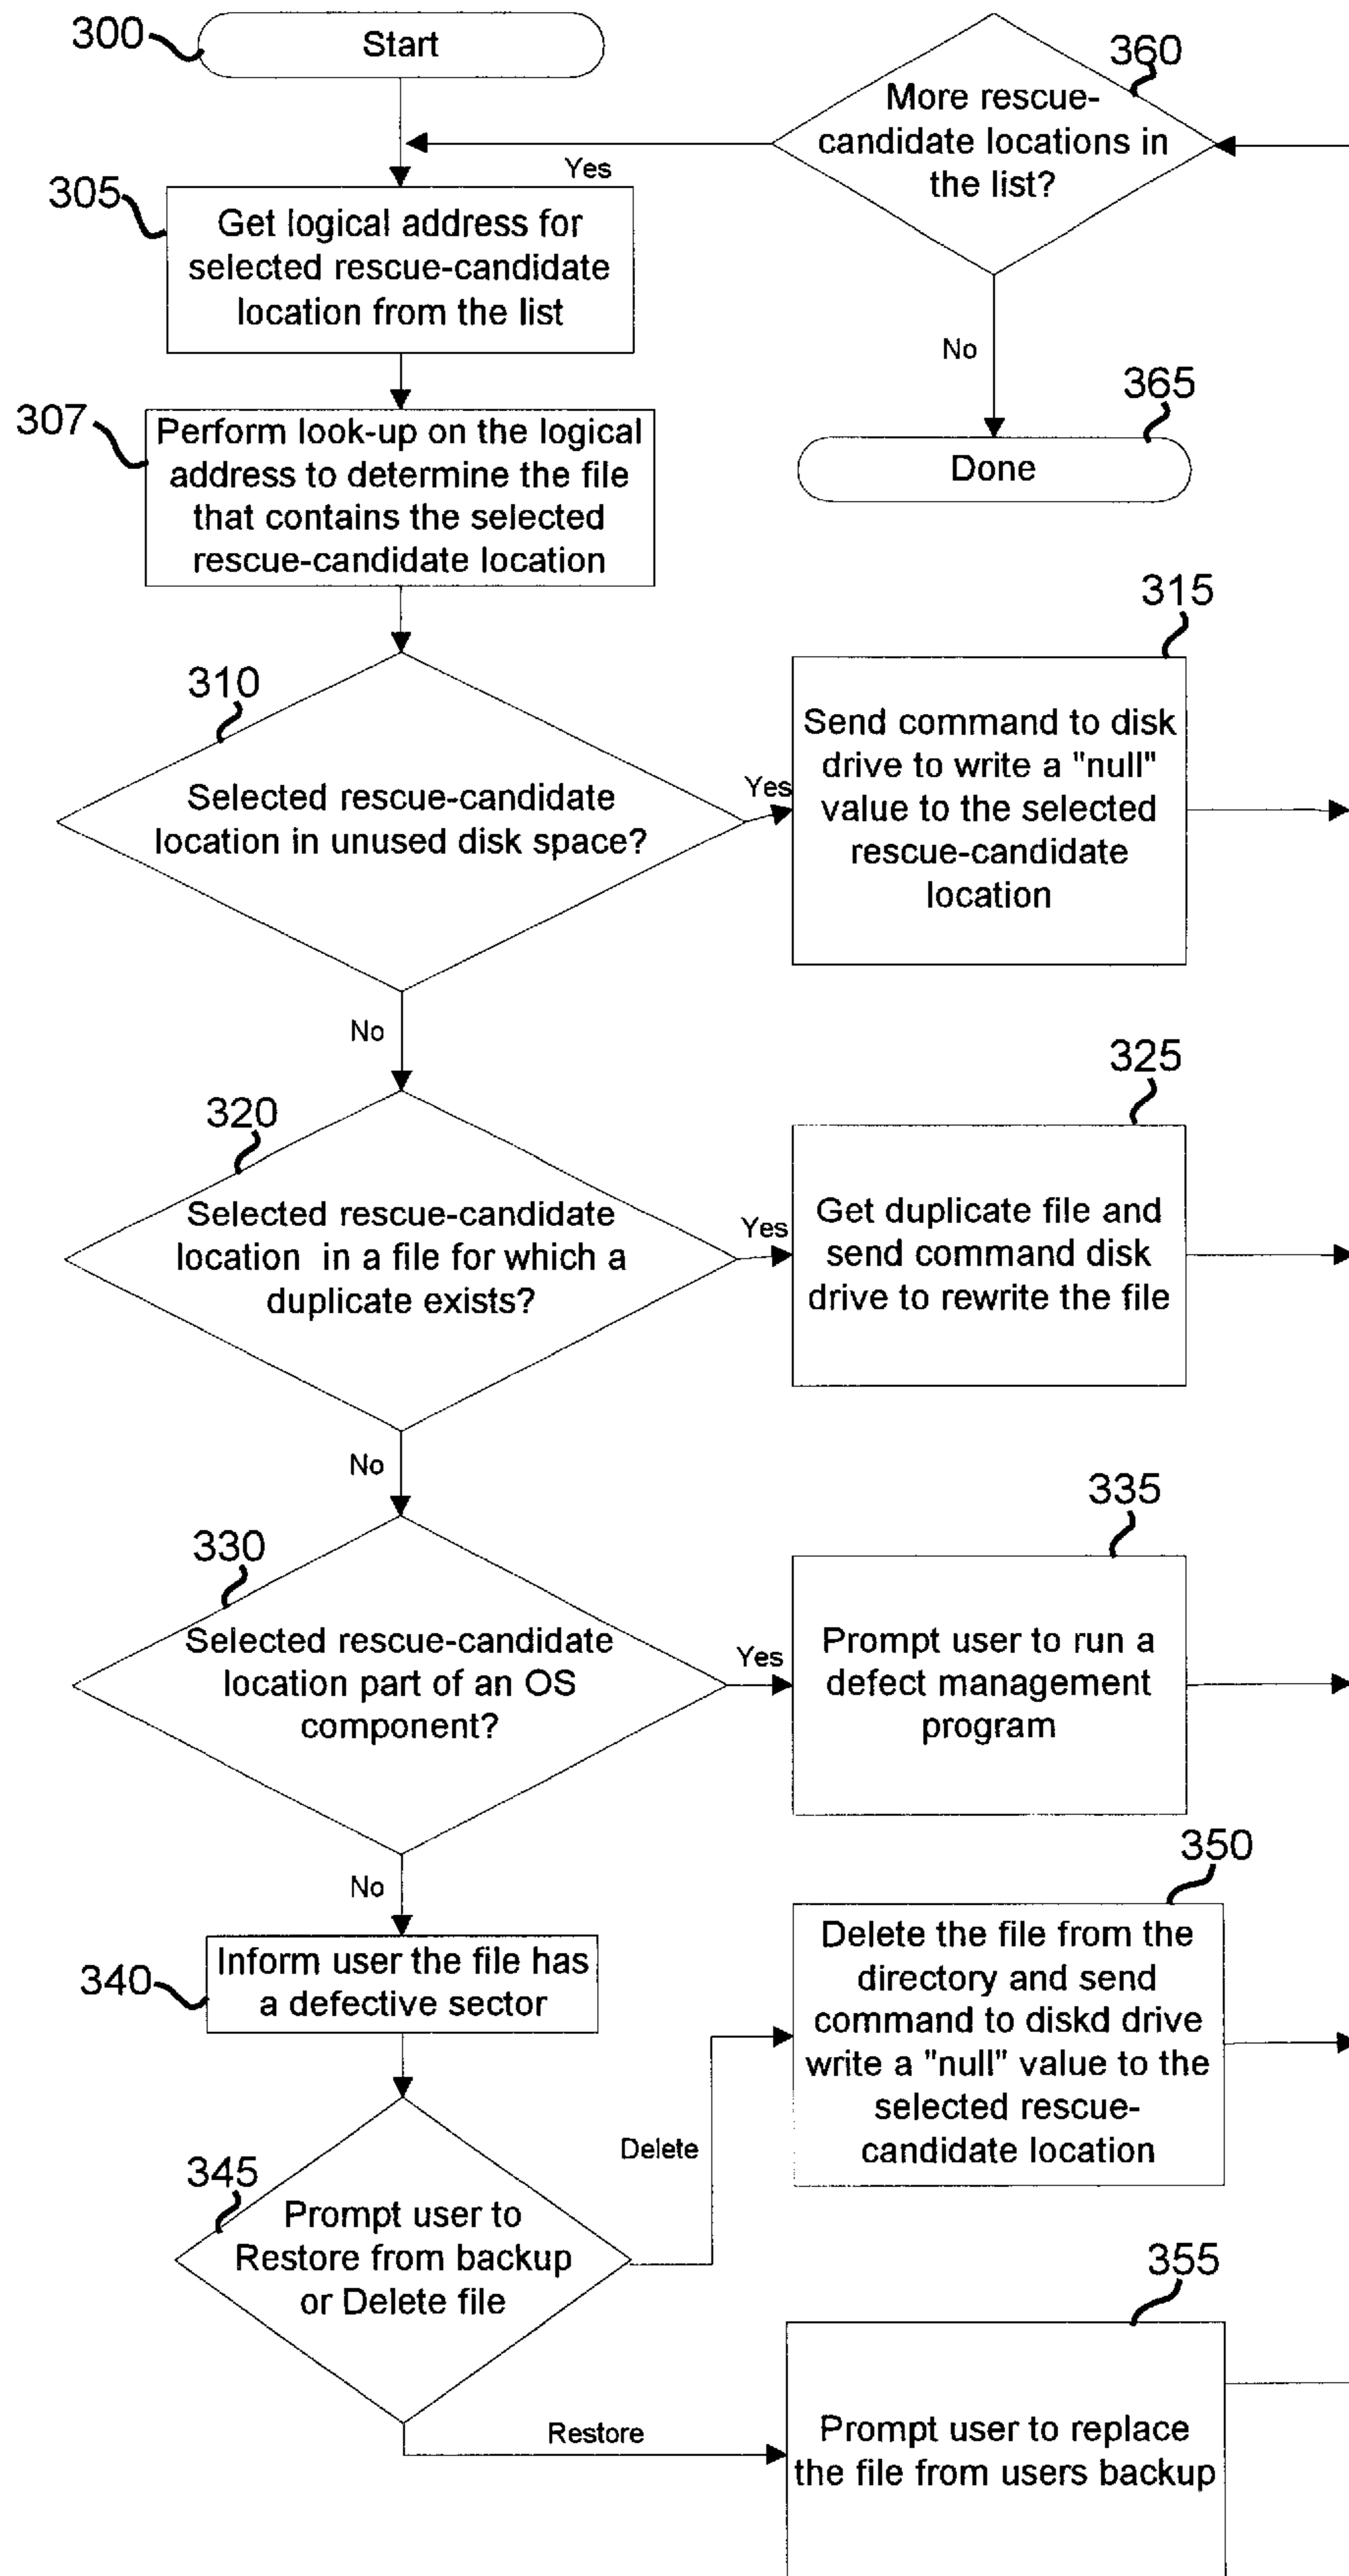 300
Start
360
More rescue-
candidate locations in
the list?
Yes
305
Get logical address for
selected rescue-candidate
location from the list
No
365
Done
307
Perform look-up on the logical
address to determine the file
that contains the selected
rescue-candidate location
310
Selected rescue-candidate
location in unused disk space?
Yes
315
Send command to disk
drive to write a "null"
value to the selected
rescue-candidate
location
No
320
Selected rescue-candidate
location in a file for which a
duplicate exists?
Yes
325
Get duplicate file and
send command disk
drive to rewrite the file
No
330
Selected rescue-candidate
location part of an OS
component?
Yes
335
Prompt user to run a
defect management
program
No
340
Inform user the file has
a defective sector
345
Prompt user to
Restore from backup
or Delete file
Delete
350
Delete the file from the
directory and send
command to diskd drive
write a "null" value to the
selected rescue-
candidate location
Restore
355
Prompt user to replace
the file from users backup